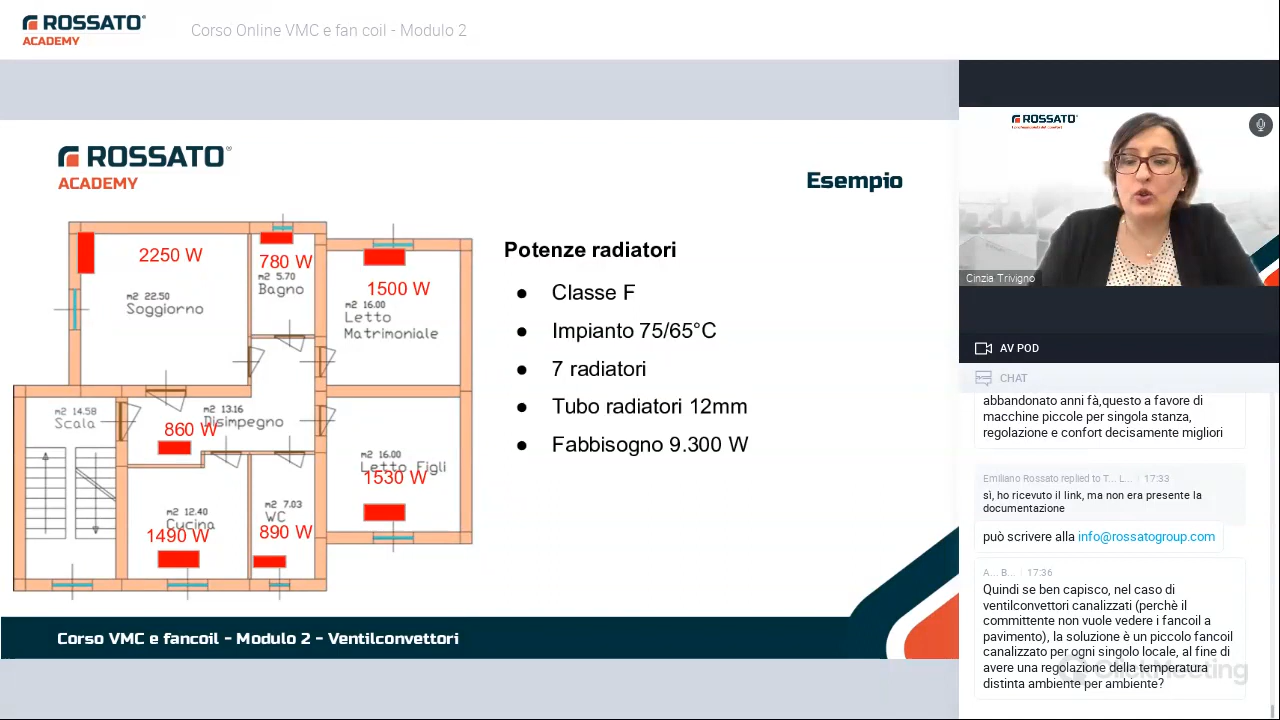 ROSSATO
ACADEMY
Corso Online VMC e fan coil - Modulo 2
ROSSATO®
ACADEMY
Esempio
2250 W
m2 22.50
Soggiorno
780 W
m2 5.70
Bagno
1500 W
m2 16.00
Letto
Matrimoniale
m2 14.58
Scala
m2 13.16
Disimpegno
860 W
m2 16.00
Letto Figli
1530 W
m2 12.40
Cucina
1490 W
m2 7.03
WC
890 W
Potenze radiatori
● Classe F
● Impianto 75/65°C
● 7 radiatori
● Tubo radiatori 12mm
● Fabbisogno 9.300 W
Corso VMC e fancoil - Modulo 2 - Ventilconvettori
ROSSATO
Cinzia Trivigno
AV POD
CHAT
abbandonato anni fà,questo a favore di
macchine piccole per singola stanza,
regolazione e confort decisamente migliori
Emiliano Rossato replied to T... L... 17:33
sì, ho ricevuto il link, ma non era presente la
documentazione
può scrivere alla info@rossatogroup.com
A... B... 17:36
Quindi se ben capisco, nel caso di
ventilconvettori canalizzati (perchè il
committente non vuole vedere i fancoil a
pavimento), la soluzione è un piccolo fancoil
canalizzato per ogni singolo locale, al fine di
avere una regolazione della temperatura
distinta ambiente per ambiente?
ClickMeeting